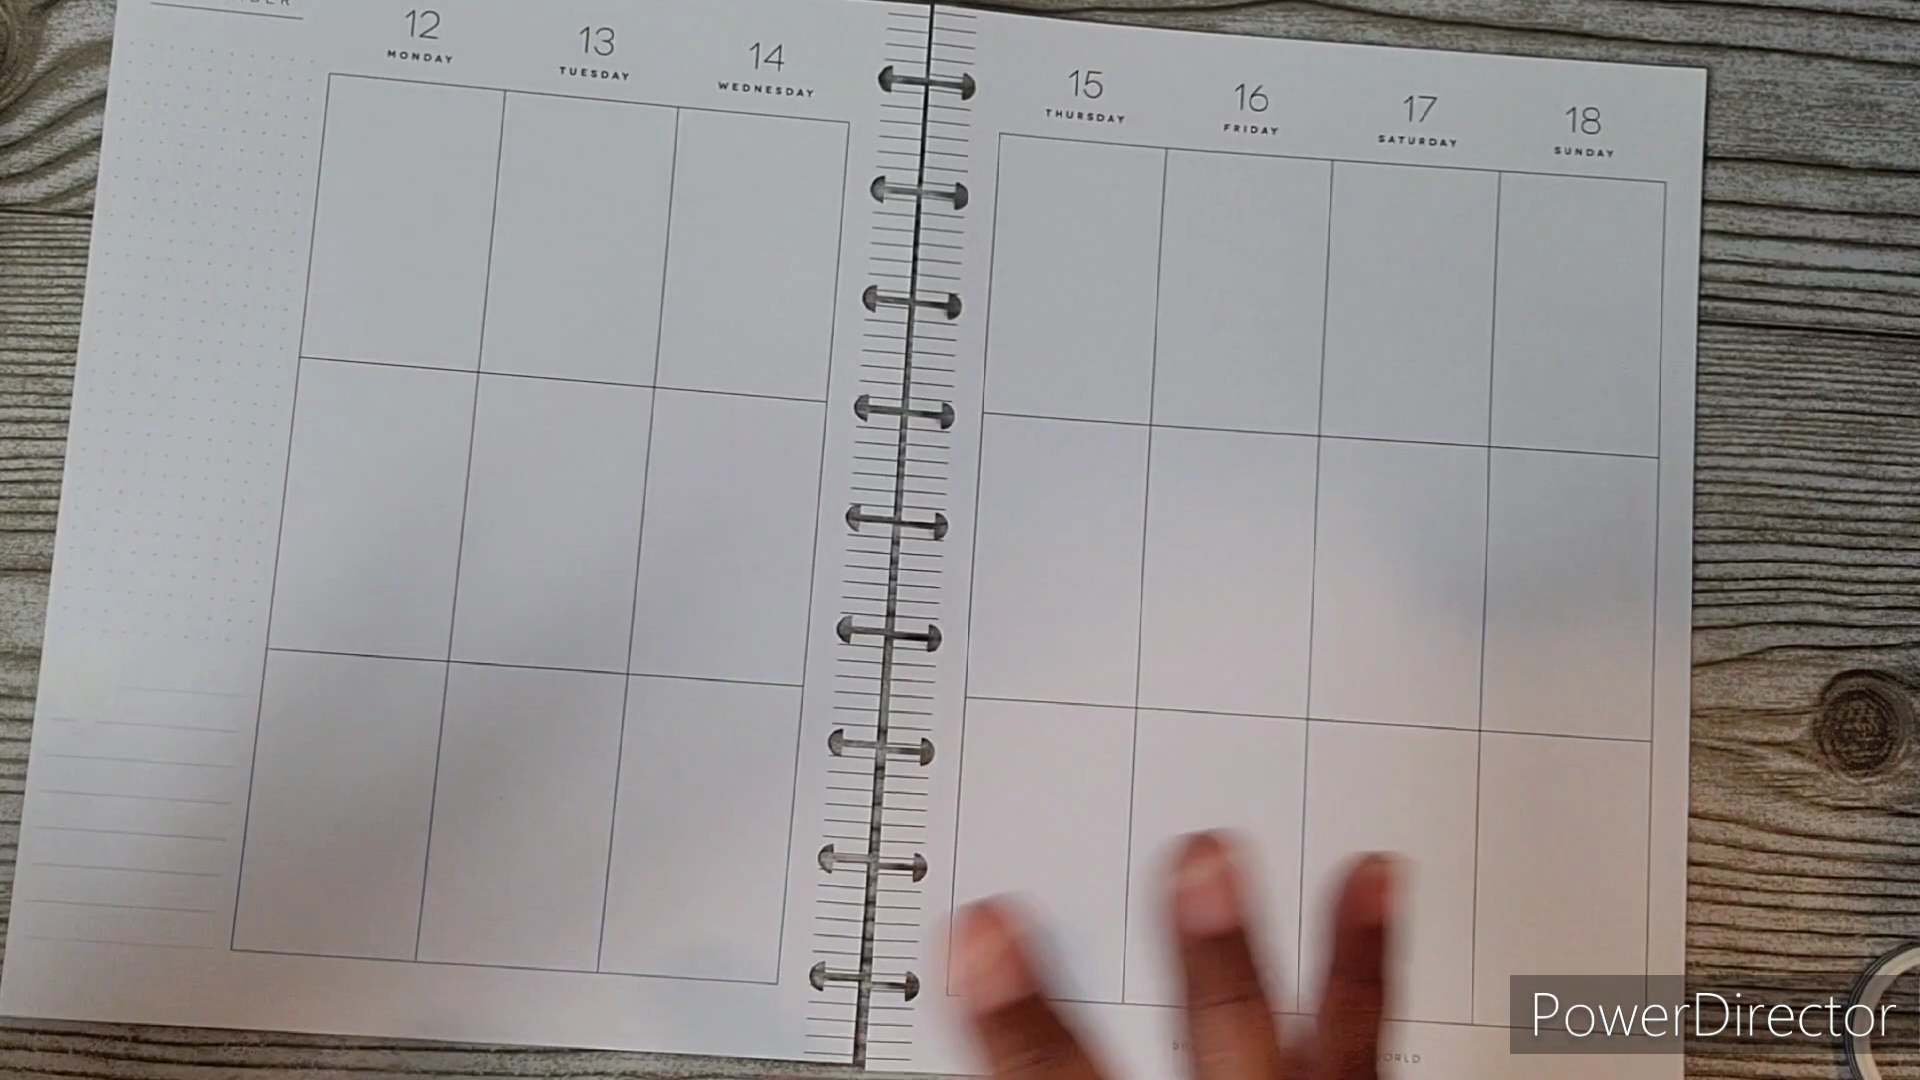 12
MONDAY
13
TUESDAY
14
WEDNESDAY
15
THURSDAY
16
FRIDAY
17
SATURDAY
18
SUNDAY
PowerDirector